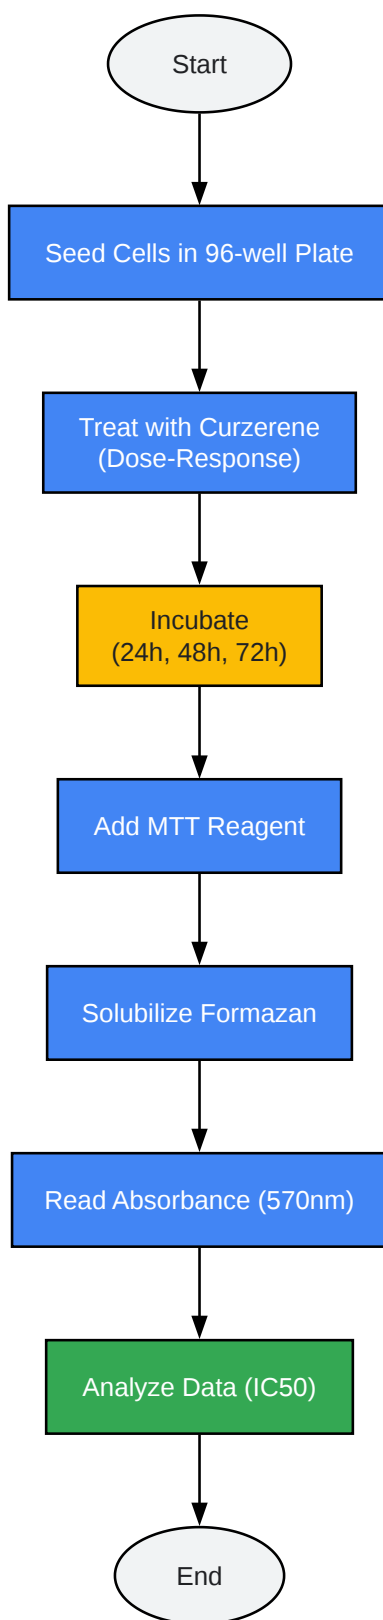 Start
Seed Cells in 96-well Plate
Treat with Curzerene
(Dose-Response)
Incubate
(24h, 48h, 72h)
Add MTT Reagent
Solubilize Formazan
Read Absorbance (570nm)
Analyze Data (IC50)
End